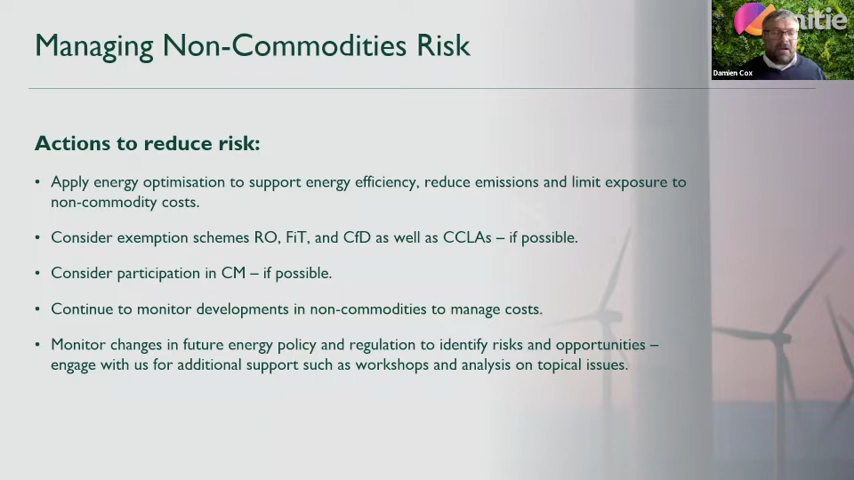 Managing Non-Commodities Risk
mitie
Damien Cox
Actions to reduce risk:
• Apply energy optimisation to support energy efficiency, reduce emissions and limit exposure to
non-commodity costs.
• Consider exemption schemes RO, FiT, and CfD as well as CCLAs – if possible.
• Consider participation in CM – if possible.
• Continue to monitor developments in non-commodities to manage costs.
• Monitor changes in future energy policy and regulation to identify risks and opportunities –
engage with us for additional support such as workshops and analysis on topical issues.